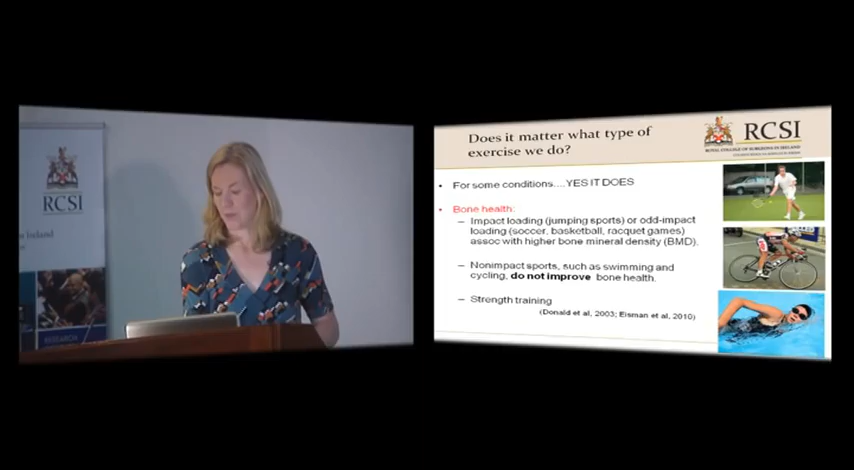 RCSI
RESEARCH
Does it matter what type of
exercise we do?
RCSI
ROYAL COLLEGE OF SURGEONS IN IRELAND
• For some conditions....YES IT DOES
• Bone health:
– Impact loading (jumping sports) or odd-impact
loading (soccer, basketball, racquet games)
assoc with higher bone mineral density (BMD).
– Nonimpact sports, such as swimming and
cycling, do not improve bone health.
– Strength training
(Donald et al, 2003; Eisman et al, 2010)